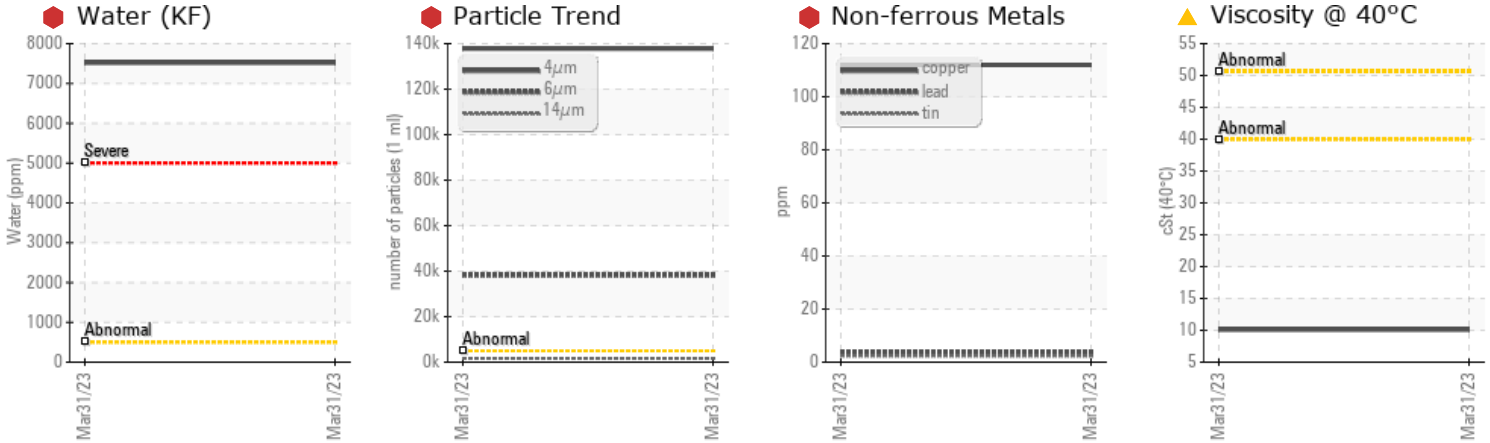 Water (KF)
8000
7000
6000
5000
4000
3000
2000
1000
0
Water (ppm)
Severe
Abnormal
Mar31/23
Mar31/23
Particle Trend
140k
120k
100k
80k
60k
40k
20k
0k
number of particles (1 ml)
4μm
6μm
14μm
Abnormal
Mar31/23
Mar31/23
Non-ferrous Metals
120
100
80
60
40
20
0
ppm
copper
lead
tin
Mar31/23
Mar31/23
Viscosity @ 40°C
55
50
45
40
35
30
25
20
15
10
5
cSt (40°C)
Abnormal
Abnormal
Mar31/23
Mar31/23